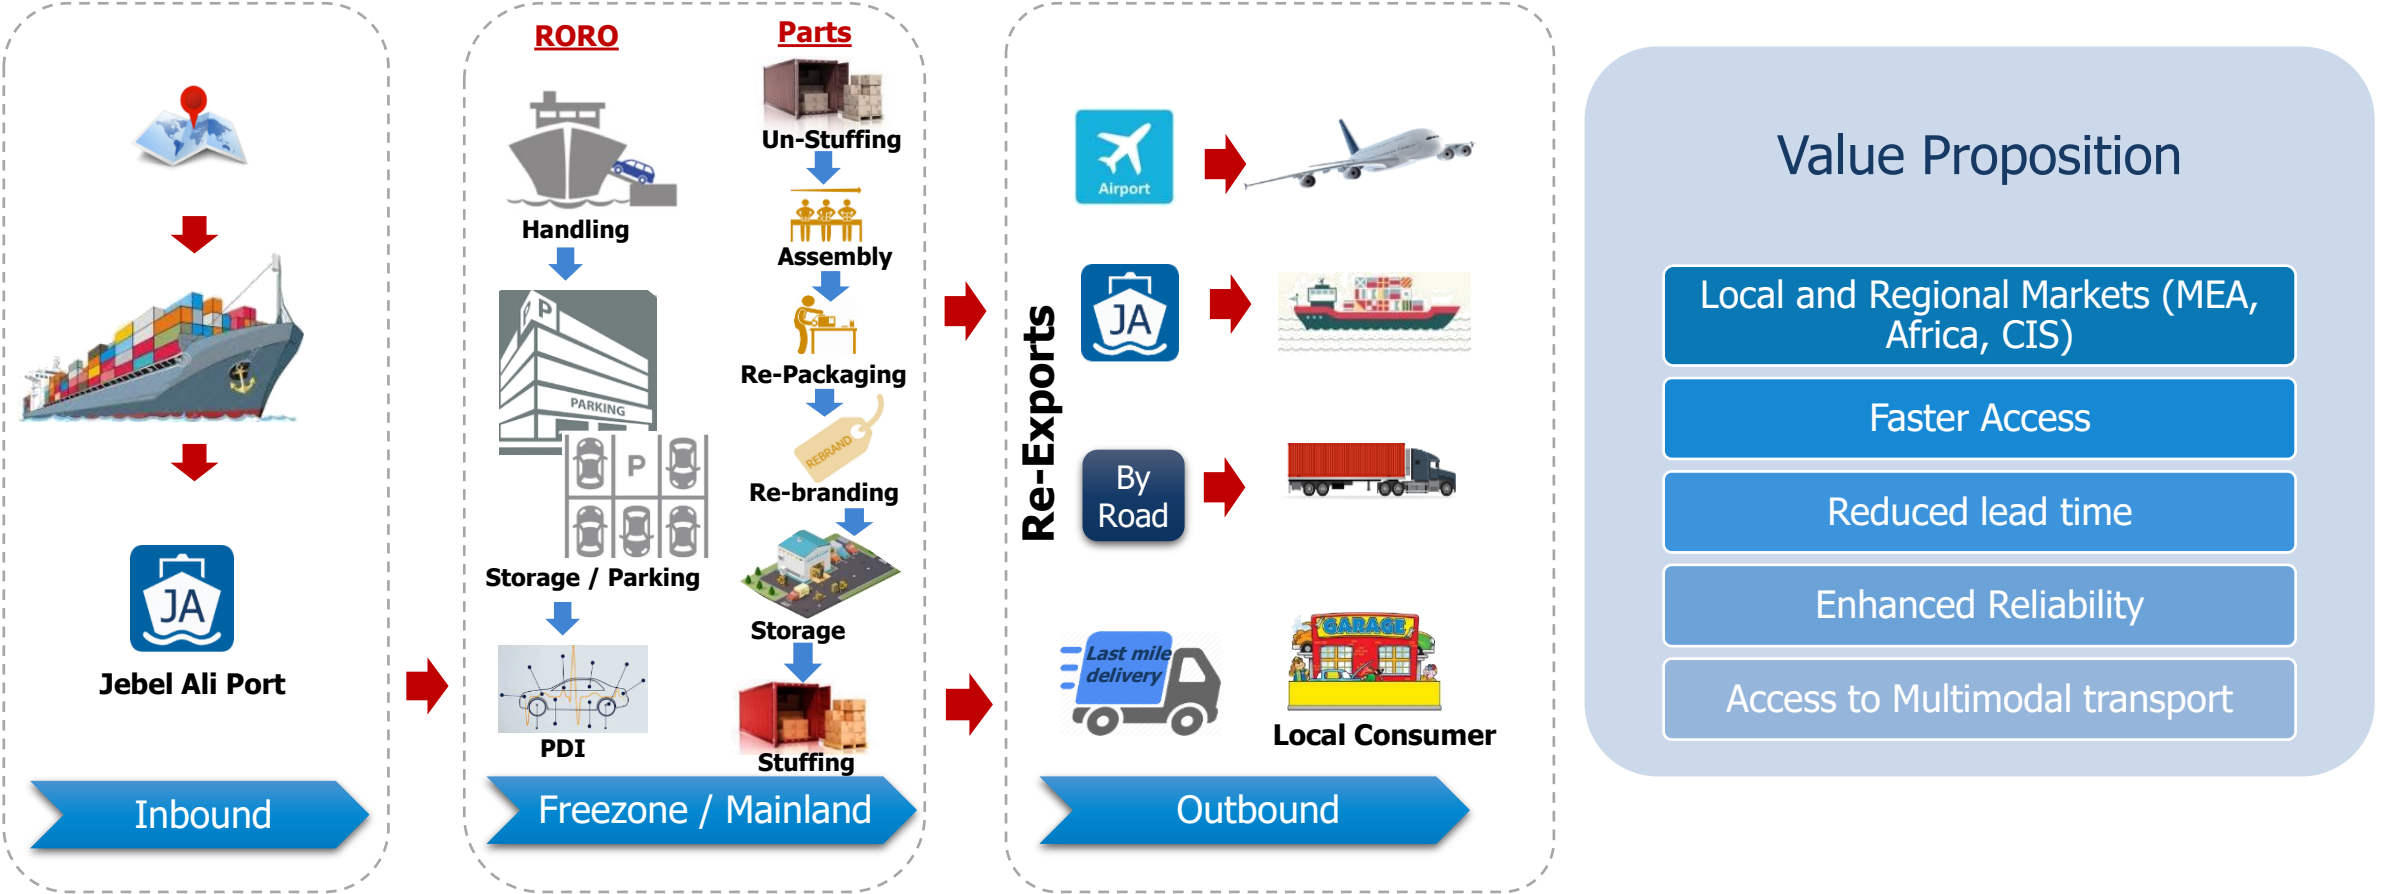 JA
Jebel Ali Port
Inbound
RORO
Handling
P
PARKING
P
Storage / Parking
PDI
Parts
Un-Stuffing
Assembly
Re-Packaging
REBRAND
Re-branding
Storage
Stuffing
Freezone / Mainland
Re-Exports
Airport
JA
By
Road
Last mile
delivery
GARAGE
Local Consumer
Outbound
Value Proposition
Local and Regional Markets (MEA,
Africa, CIS)
Faster Access
Reduced lead time
Enhanced Reliability
Access to Multimodal transport